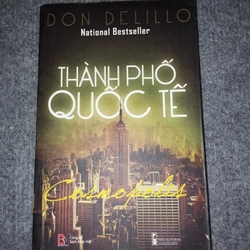 DON DELILLO
National Bestseller
THÀNH PHỐ
QUỐC TẾ
Cosmopolis